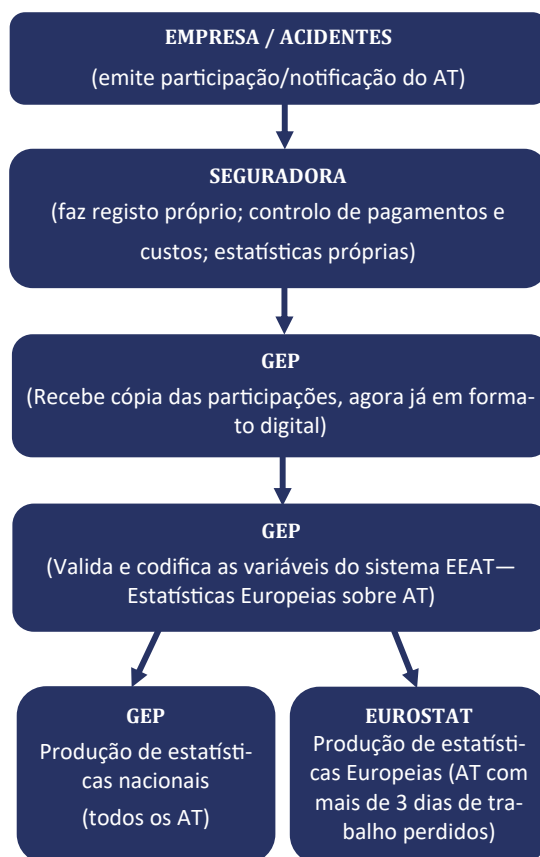 EMPRESA / ACIDENTES
(emite participação/notificação do AT)
SEGURADORA
(faz registo próprio; controlo de pagamentos e
custos; estatísticas próprias)
GEP
(Recebe cópia das participações, agora já em forma-
to digital)
GEP
(Valida e codifica as variáveis do sistema EEAT—
Estatísticas Europeias sobre AT)
GEP
Produção de estatísti-
cas nacionais
(todos os AT)
EUROSTAT
Produção de estatísti-
cas Europeias (AT com
mais de 3 dias de tra-
balho perdidos)